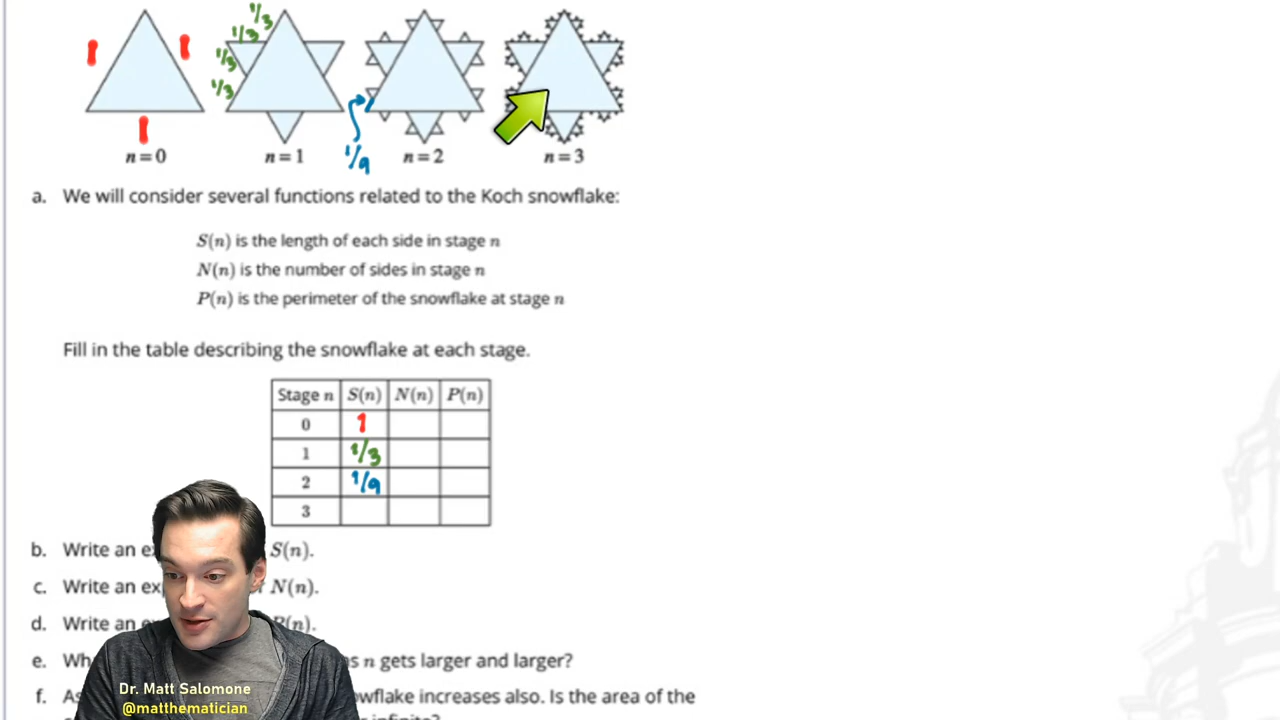 1/3
1/3
1/3
1/3
1 1
1
1/9
n=0 n=1 n=2 n=3
a. We will consider several functions related to the Koch snowflake:
S(n) is the length of each side in stage n
N(n) is the number of sides in stage n
P(n) is the perimeter of the snowflake at stage n
Fill in the table describing the snowflake at each stage.
Stage n S(n) N(n) P(n)
0 1
1 1/3
2 1/9
3
b. Write an S(n).
c. Write an N(n).
d. Write an P(n).
e. n gets larger and larger?
f. As increases also. Is the area of the
infinite?
Dr. Matt Salomone
@matthematician